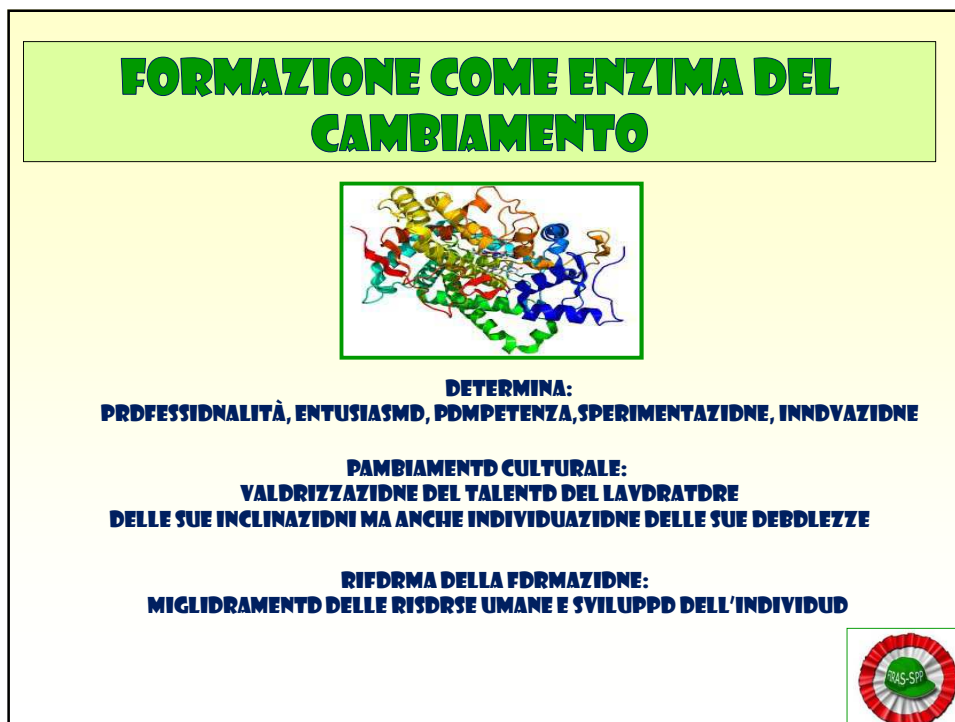 FORMAZIONE COME ENZIMA DEL
CAMBIAMENTO
DETERMINA:
PRDFESSIDNALITÀ, ENTUSIASMD, PDMPETENZA,SPERIMENTAZIDNE, INNDVAZIDNE
PAMBIAMENTD CULTURALE:
VALDRIZZAZIDNE DEL TALENTD DEL LAVDRATDRE
DELLE SUE INCLINAZIDNI MA ANCHE INDIVIDUAZIDNE DELLE SUE DEBDLEZZE
RIFDRMA DELLA FDRMAZIDNE:
MIGLIDRAMENTD DELLE RISDRSE UMANE E SVILUPPD DELL'INDIVIDUD
FIRAS-SPP